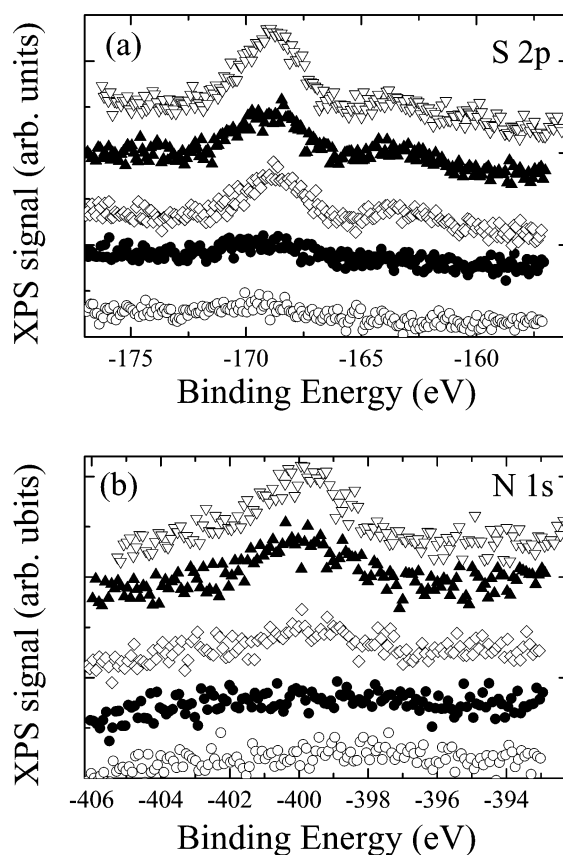 (a)
S 2p
XPS signal (arb. units)
-175 -170 -165 -160
Binding Energy (eV)
(b)
N 1s
XPS signal (arb. ubits)
-406 -404 -402 -400 -398 -396 -394
Binding Energy (eV)